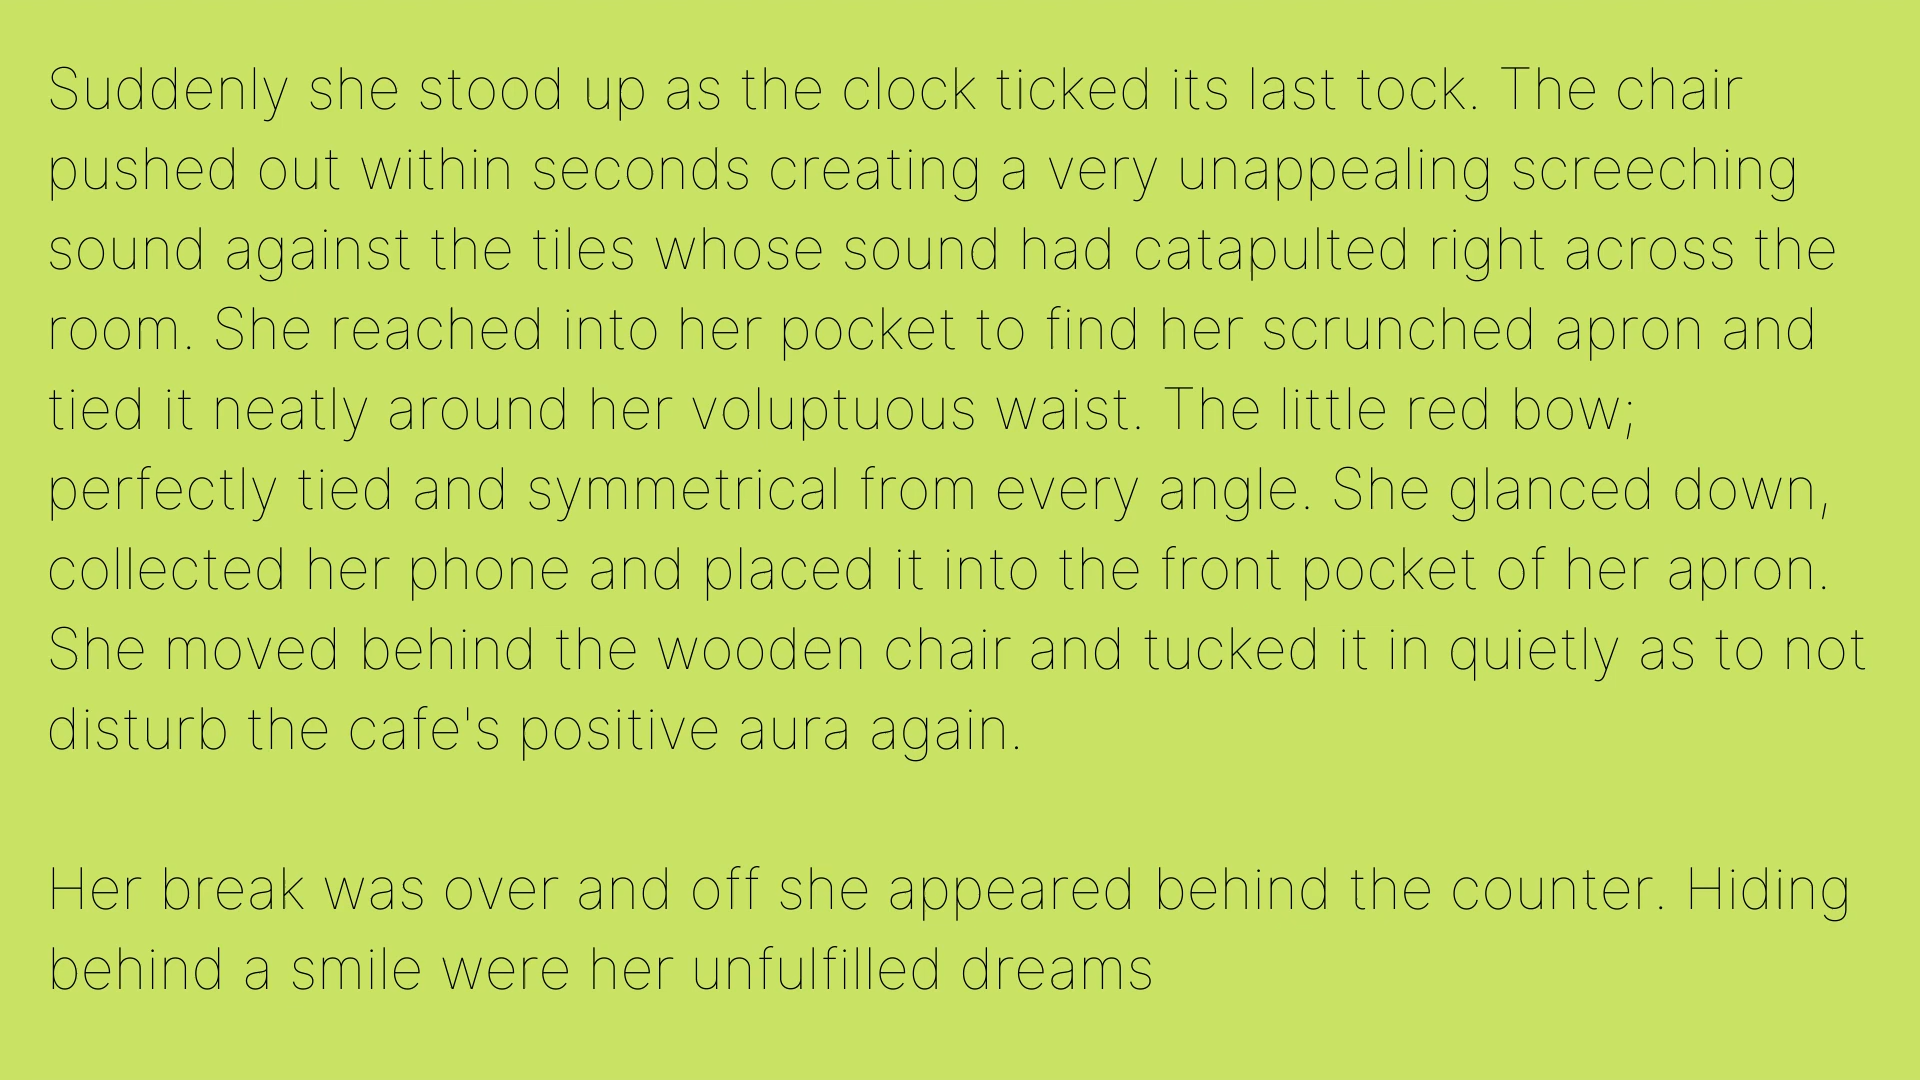 Suddenly she stood up as the clock ticked its last tock. The chair
pushed out within seconds creating a very unappealing screeching
sound against the tiles whose sound had catapulted right across the
room. She reached into her pocket to find her scrunched apron and
tied it neatly around her voluptuous waist. The little red bow;
perfectly tied and symmetrical from every angle. She glanced down,
collected her phone and placed it into the front pocket of her apron.
She moved behind the wooden chair and tucked it in quietly as to not
disturb the cafe's positive aura again.

Her break was over and off she appeared behind the counter. Hiding
behind a smile were her unfulfilled dreams